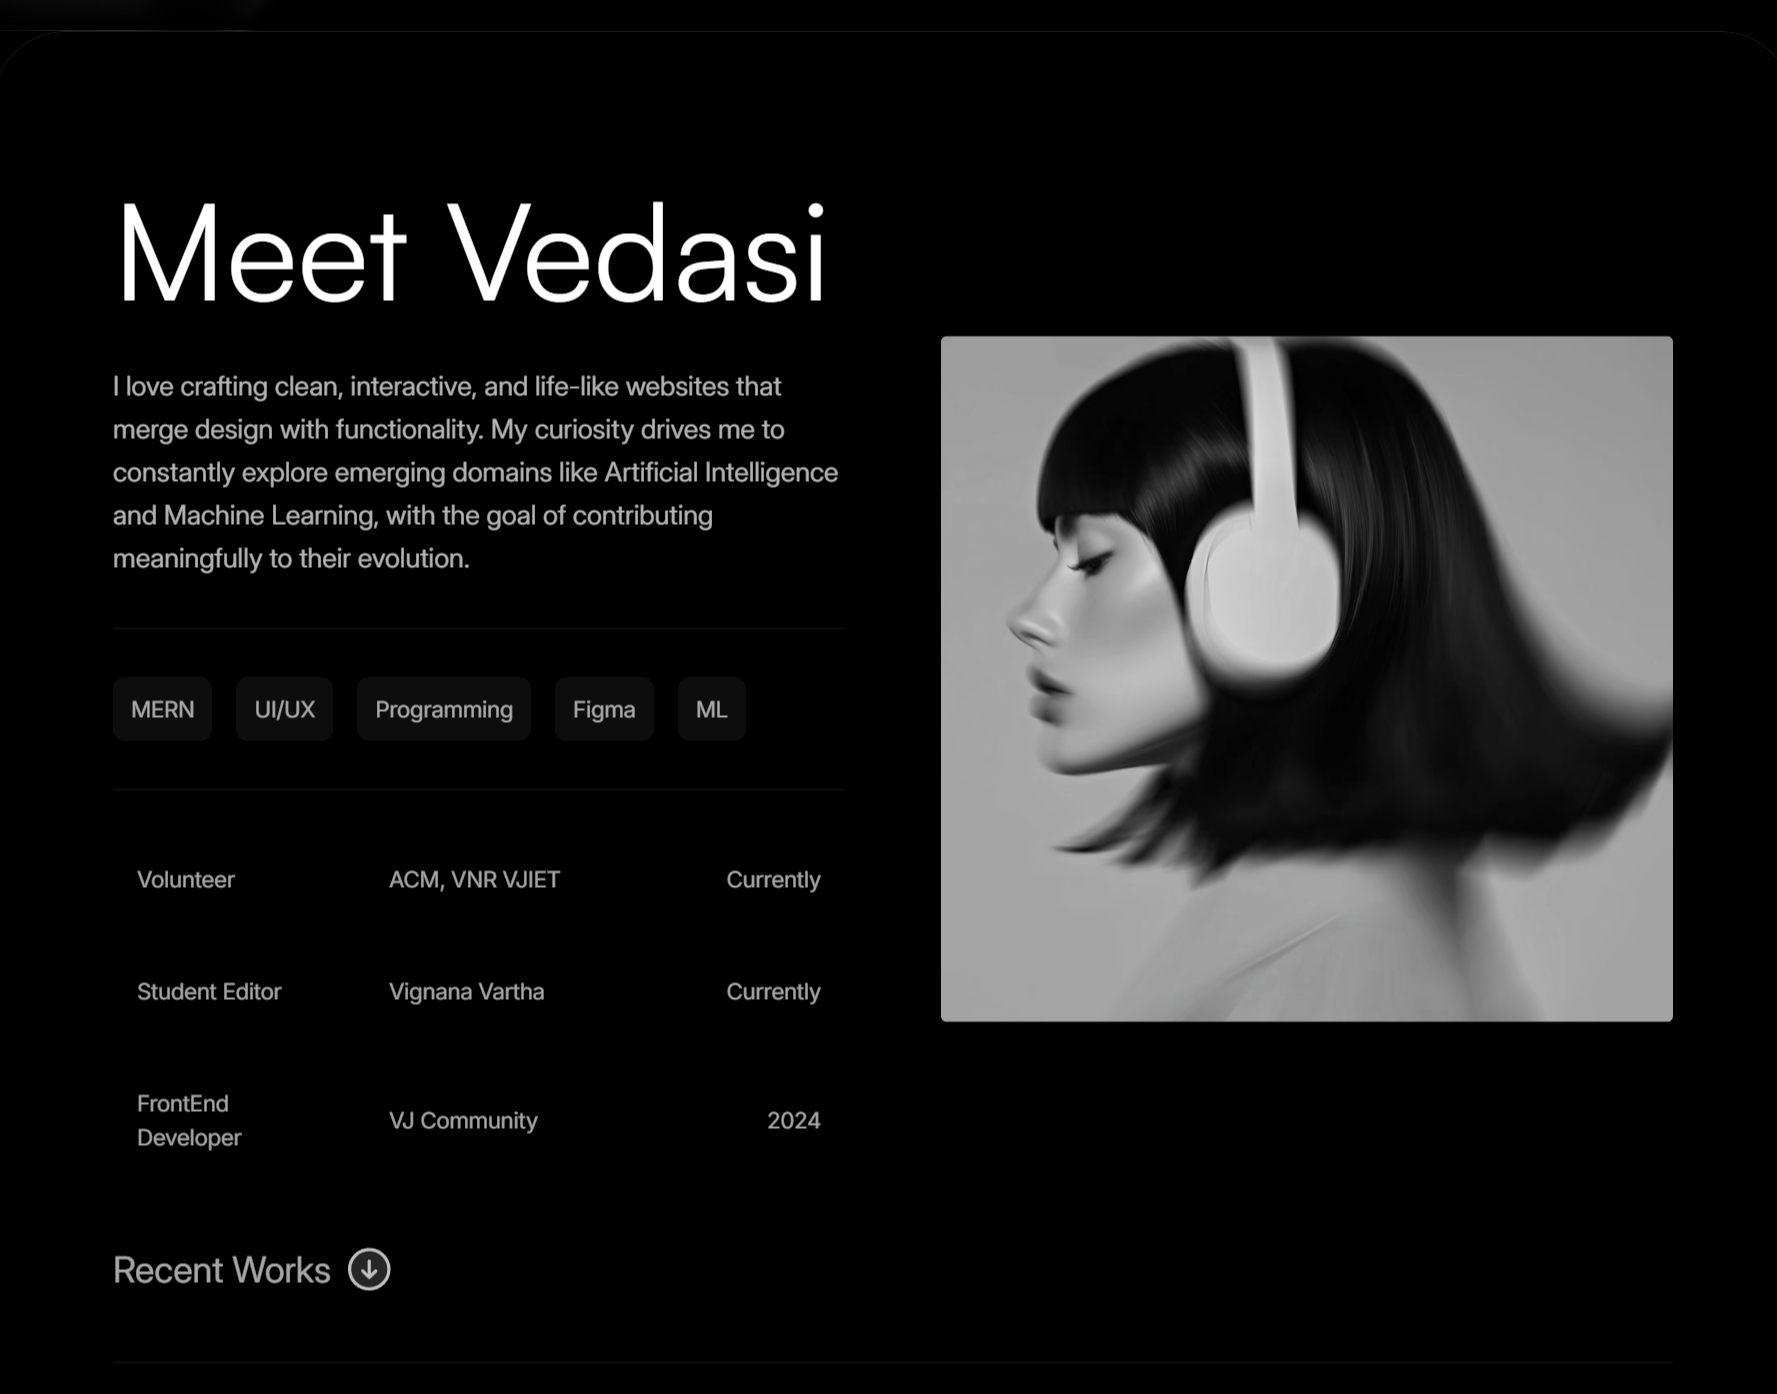 Meet Vedasi
I love crafting clean, interactive, and life-like websites that
merge design with functionality. My curiosity drives me to
constantly explore emerging domains like Artificial Intelligence
and Machine Learning, with the goal of contributing
meaningfully to their evolution.
MERN UI/UX Programming Figma ML
Volunteer ACM, VNR VJIET Currently
Student Editor Vignana Vartha Currently
FrontEnd
Developer VJ Community 2024
Recent Works